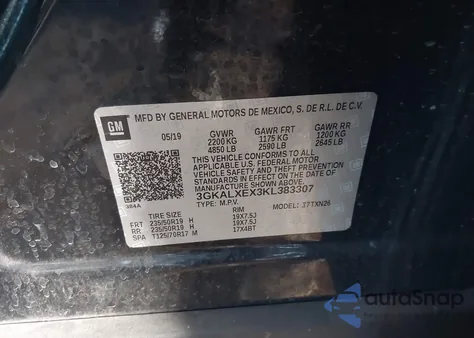 GM
MFD BY GENERAL MOTORS DE MEXICO, S. DE R.L. DE C.V.
05/19 GVWR GAWR FRT GAWR RR
2200 KG 1175 KG 1200 KG
4850 LB 2590 LB 2645 LB
THIS VEHICLE CONFORMS TO ALL
APPLICABLE U.S. FEDERAL MOTOR
VEHICLE SAFETY, BUMPER, AND THEFT
PREVENTION STANDARDS IN EFFECT ON
THE DATE OF MANUFACTURE SHOWN ABOVE.
3GKALXEX3KL383307
384A TYPE: M.P.V. MODEL: 37TXN26
TIRE SIZE RIM
FRT 235/50R19 H 19X7.5J
RR 235/50R19 H 19X7.5J
SPA T125/70R17 M 17X4BT
autoSnap